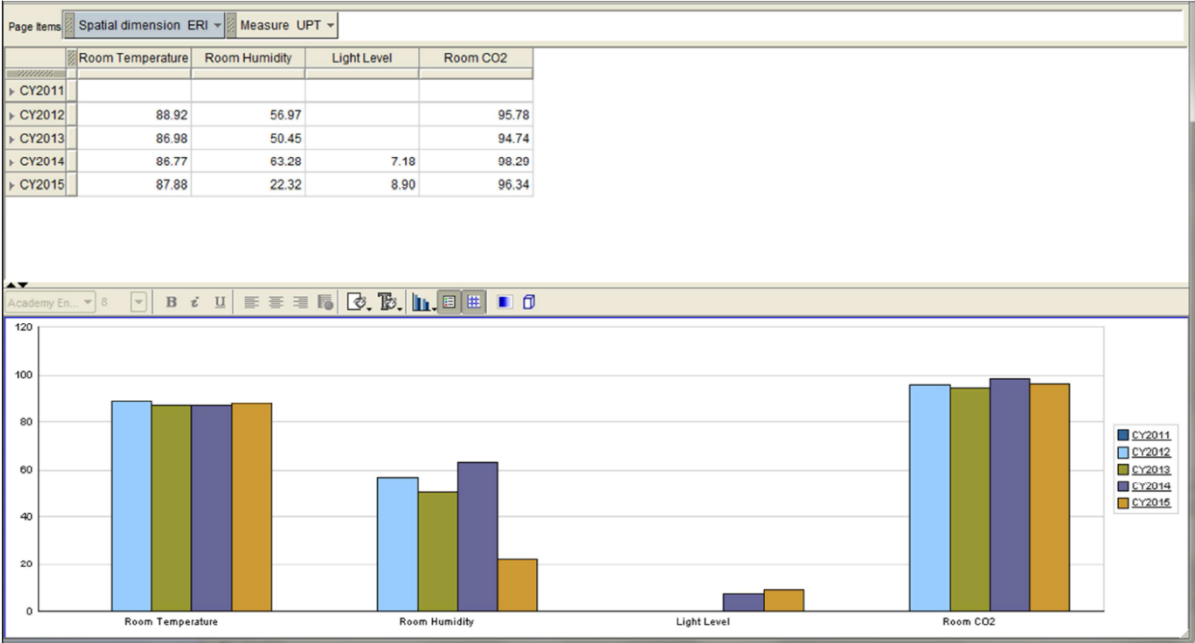 Page Items Spatial dimension ERI Measure UPT
Room Temperature Room Humidity Light Level Room CO2
CY2011
CY2012 88.92 56.97 95.78
CY2013 86.98 50.45 94.74
CY2014 86.77 63.28 7.18 98.29
CY2015 87.88 22.32 8.90 96.34
Academy En... 8 B i U
120
100
80
60
40
20
0
Room Temperature Room Humidity Light Level Room CO2
CY2011
CY2012
CY2013
CY2014
CY2015